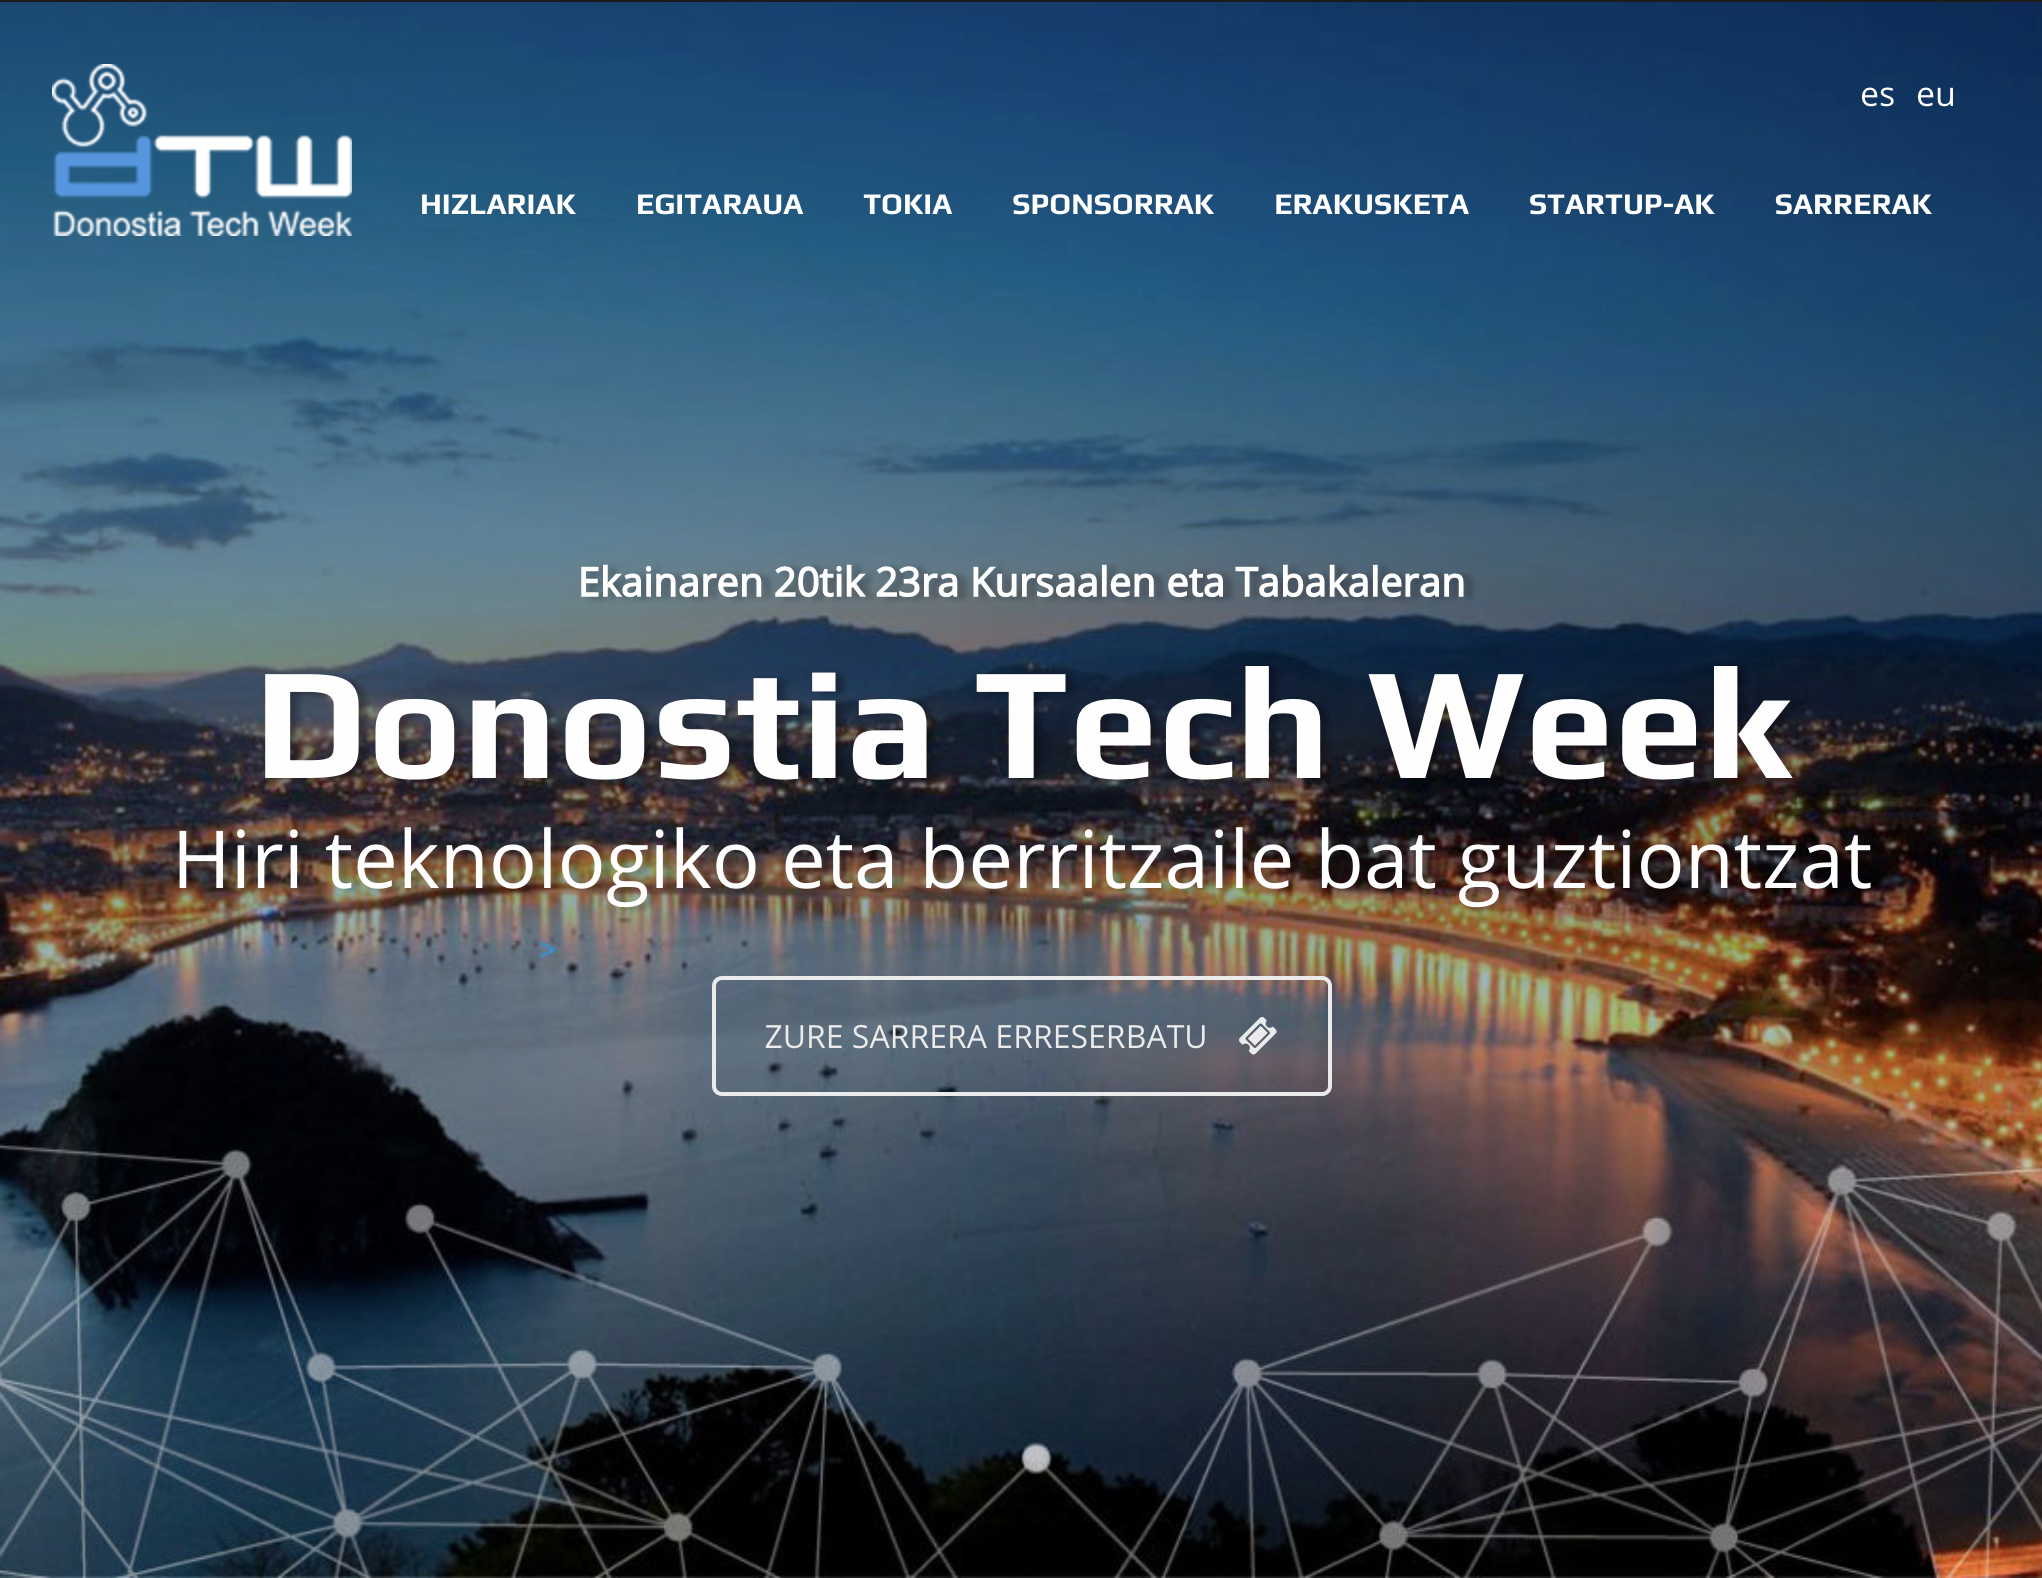 dTW
Donostia Tech Week
es eu
HIZLARIAK EGITARAUA TOKIA SPONSORRAK ERAKUSKETA STARTUP-AK SARRERAK
Ekainaren 20tik 23ra Kursaalen eta Tabakaleran
Donostia Tech Week
Hiri teknologiko eta berritzaile bat guztiontzat
>
ZURE SARRERA ERRESERBATU